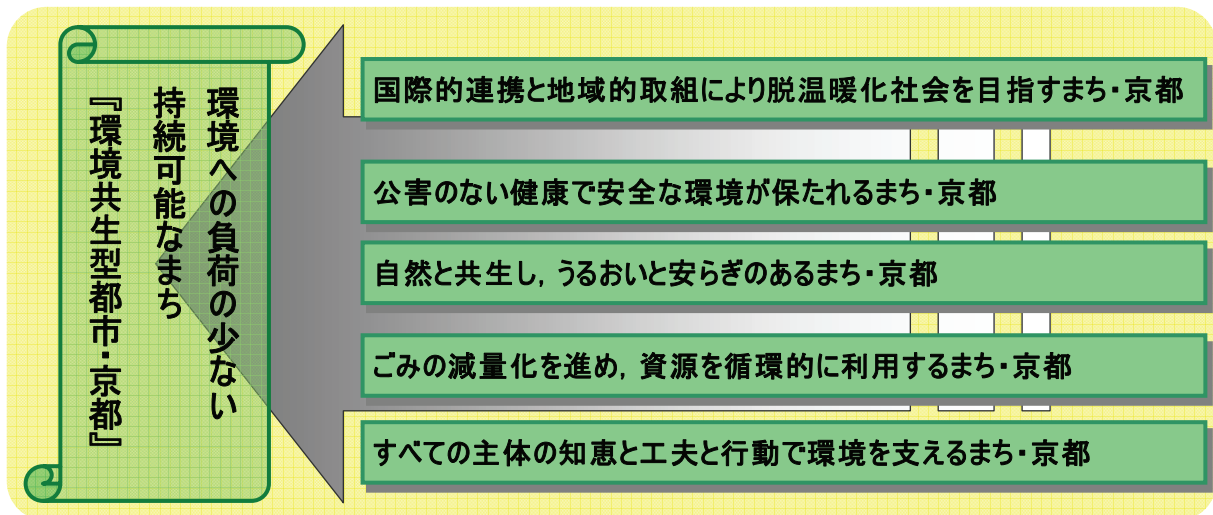 環境への負荷の少ない
持続可能なまち
『環境共生型都市・京都』
国際的連携と地域的取組により脱温暖化社会を目指すまち・京都
公害のない健康で安全な環境が保たれるまち・京都
自然と共生し，うるおいと安らぎのあるまち・京都
ごみの減量化を進め，資源を循環的に利用するまち・京都
すべての主体の知恵と工夫と行動で環境を支えるまち・京都